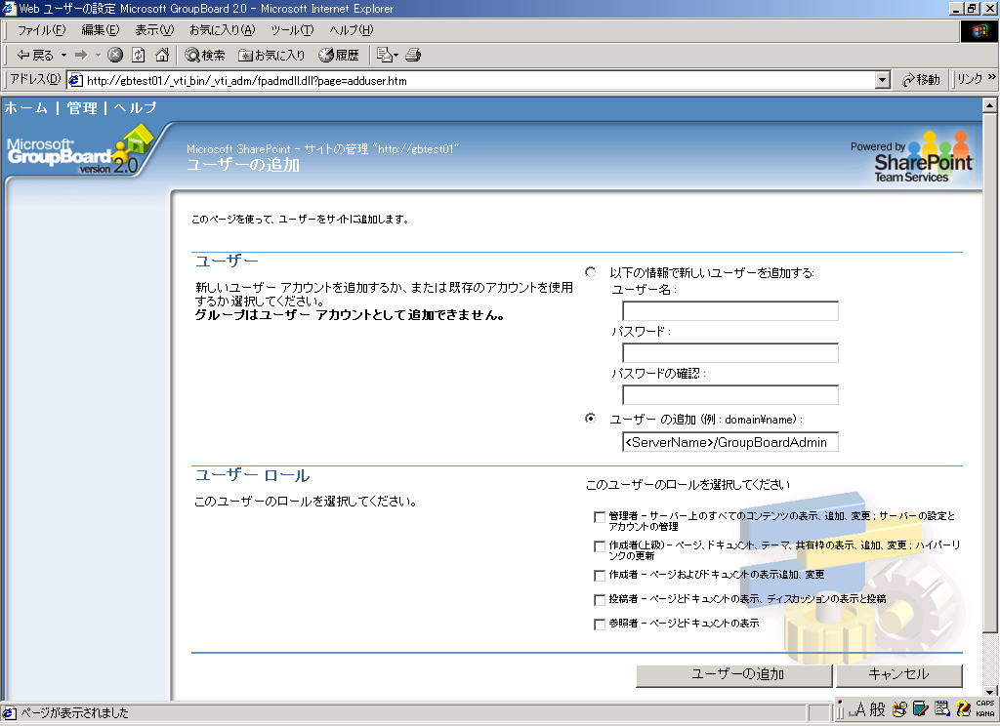 Web ユーザーの設定 Microsoft GroupBoard 2.0 - Microsoft Internet Explorer
ファイル(F) 編集(E) 表示(V) お気に入り(A) ツール(T) ヘルプ(H)
戻る 検索 お気に入り 履歴
アドレス(D) http://gbtest01/_vti_bin/_vti_adm/fpadmdll.dll?page=adduser.htm 移動 リンク »
ホーム | 管理 | ヘルプ
Microsoft
GroupBoard
version 2.0
Microsoft SharePoint - サイトの管理 "http://gbtest01"
ユーザーの追加
Powered by
SharePoint
Team Services
このページを使って、ユーザーをサイトに追加します。
ユーザー
新しいユーザー アカウントを追加するか、または既存のアカウントを使用
するか選択してください。
グループはユーザー アカウントとして追加できません。
以下の情報で新しいユーザーを追加する:
ユーザー名 :
パスワード :
パスワードの確認 :
ユーザー の追加 (例 : domain¥name) :
<ServerName>/GroupBoardAdmin
ユーザー ロール
このユーザーのロールを選択してください。
このユーザーのロールを選択してください
管理者 - サーバー上のすべてのコンテンツの表示、追加、変更 ; サーバーの設定と
アカウントの管理
作成者(上級) - ページ、ドキュメント、テーマ、共有枠の表示、追加、変更 ; ハイパーリ
ンクの更新
作成者 - ページおよびドキュメントの表示追加、変更
投稿者 - ページとドキュメントの表示、ディスカッションの表示と投稿
参照者 - ページとドキュメントの表示
ユーザーの追加 キャンセル
ページが表示されました
A 般 CAPS
KANA